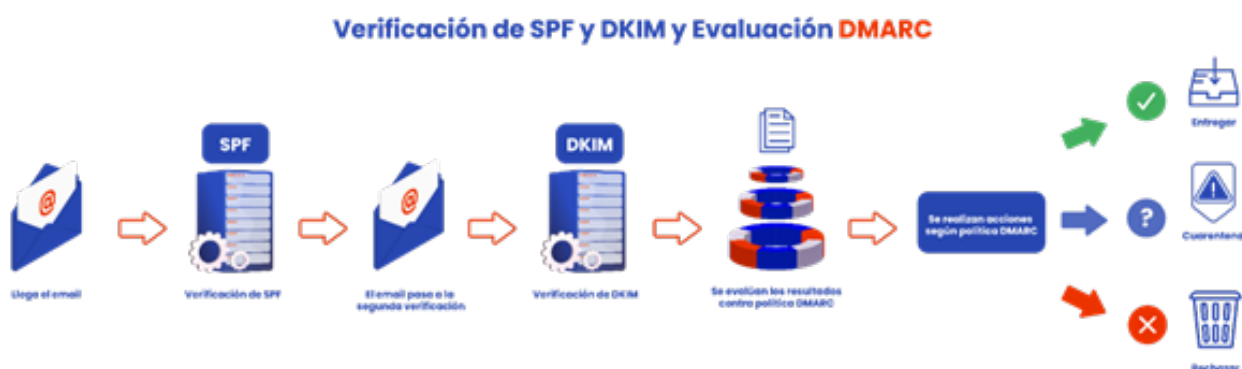 Verificación de SPF y DKIM y Evaluación DMARC
SPF
DKIM
Llega el email
Verificación de SPF
El email pasa a la
segunda verificación
Verificación de DKIM
Se evalúan los resultados
contra política DMARC
Se realizan acciones
según política DMARC
Entregar
Cuarentena
Rechazar